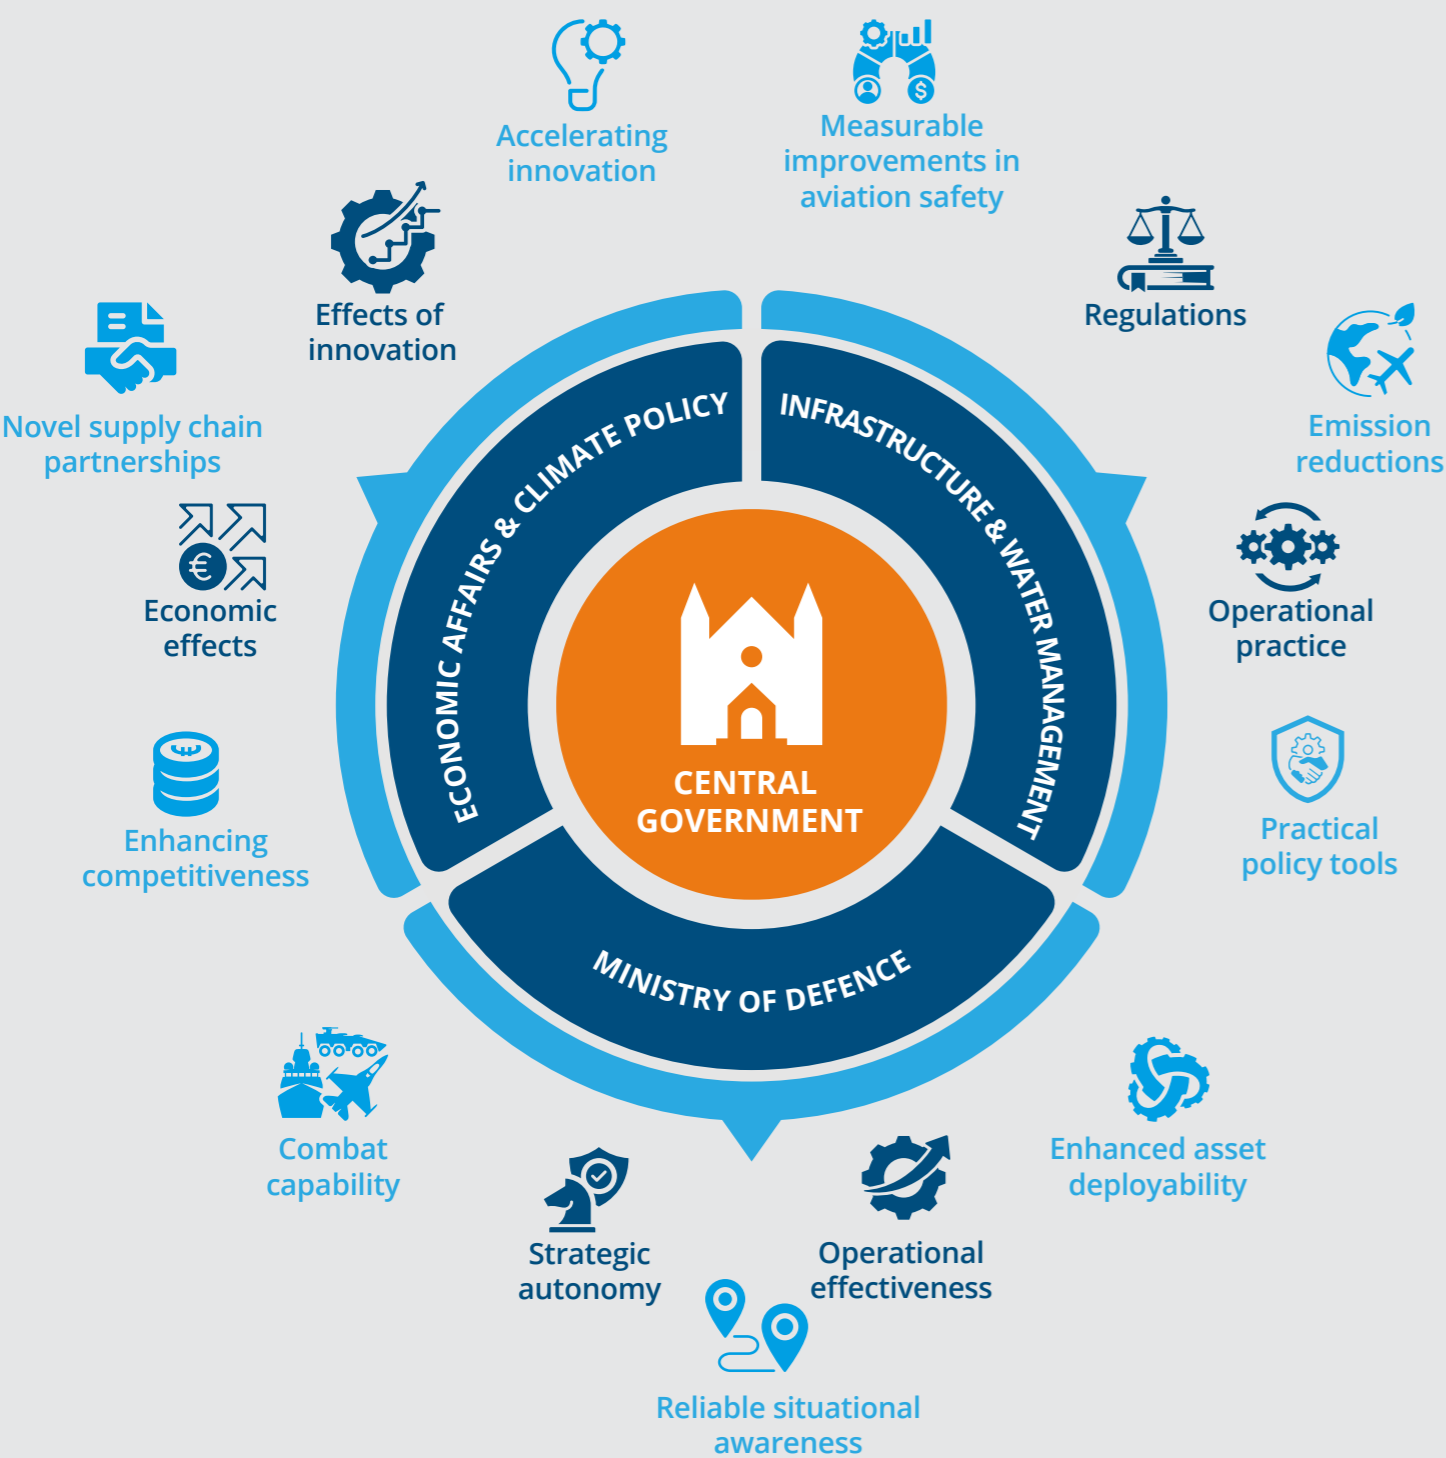 Accelerating
innovation
Measurable
improvements in
aviation safety
Effects of
innovation
Regulations
Novel supply chain
partnerships
Emission
reductions
ECONOMIC AFFAIRS & CLIMATE POLICY
INFRASTRUCTURE & WATER MANAGEMENT
Economic
effects
Operational
practice
CENTRAL
GOVERNMENT
Enhancing
competitiveness
Practical
policy tools
MINISTRY OF DEFENCE
Combat
capability
Enhanced asset
deployability
Strategic
autonomy
Operational
effectiveness
Reliable situational
awareness